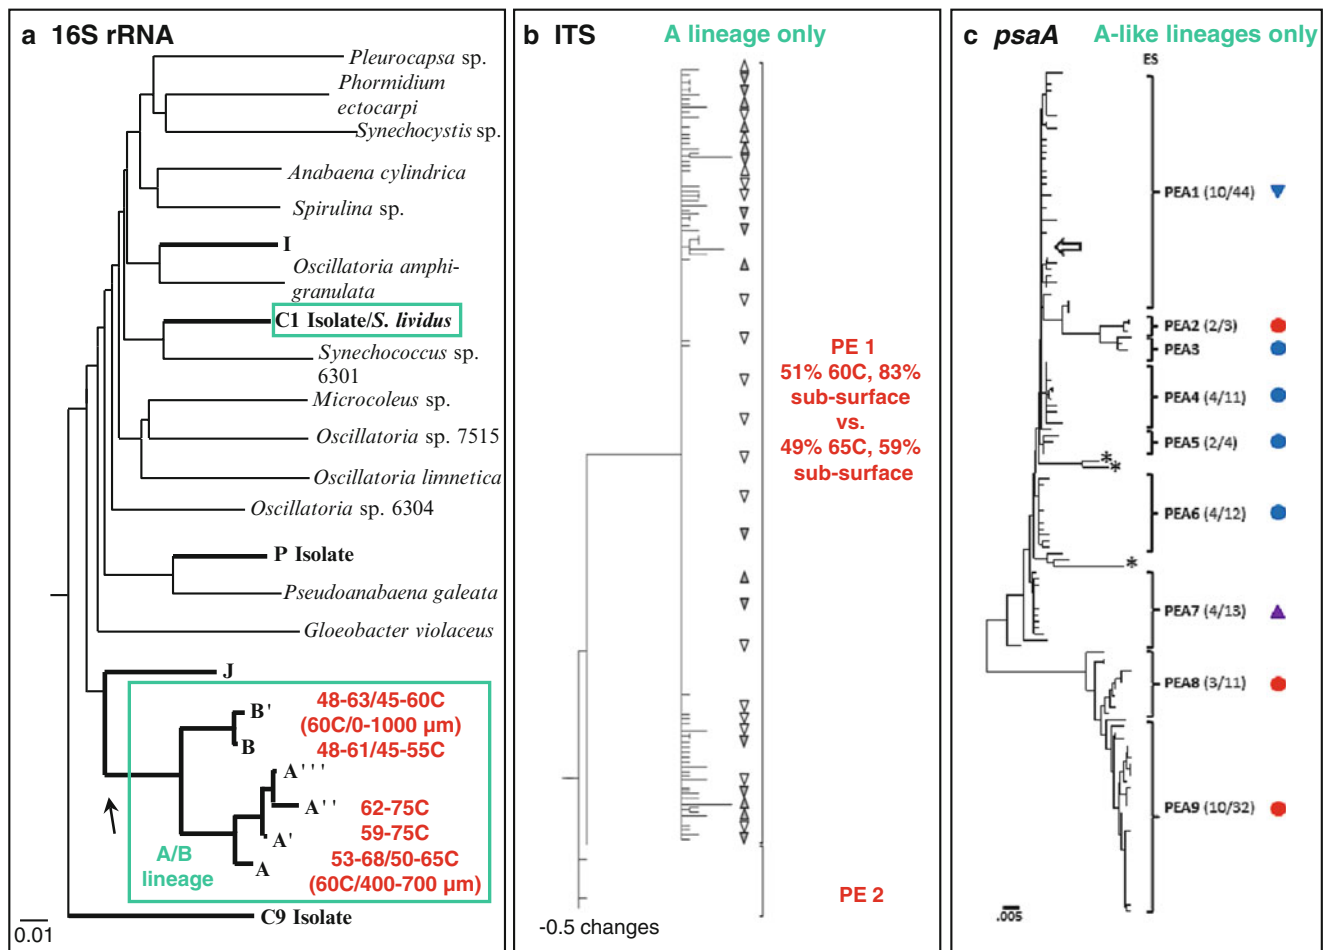 a 16S rRNA
Pleurocapsa sp.
Phormidium
ectocarpi
Synechocystis sp.
Anabaena cylindrica
Spirulina sp.
I
Oscillatoria amphi-
granulata
C1 Isolate/S. lividus
Synechococcus sp.
6301
Microcoleus sp.
Oscillatoria sp. 7515
Oscillatoria limnetica
Oscillatoria sp. 6304
P Isolate
Pseudoanabaena galeata
Gloeobacter violaceus
J
B'
B
48-63/45-60C
(60C/0-1000 µm)
48-61/45-55C
A'''
A''
A'
A
62-75C
59-75C
53-68/50-65C
(60C/400-700 µm)
A/B
lineage
C9 Isolate
0.01
b ITS
A lineage only
PE 1
51% 60C, 83%
sub-surface
vs.
49% 65C, 59%
sub-surface
PE 2
-0.5 changes
c psaA
A-like lineages only
ES
PEA1 (10/44)
PEA2 (2/3)
PEA3
PEA4 (4/11)
PEA5 (2/4)
*
*
PEA6 (4/12)
*
PEA7 (4/13)
PEA8 (3/11)
PEA9 (10/32)
.005